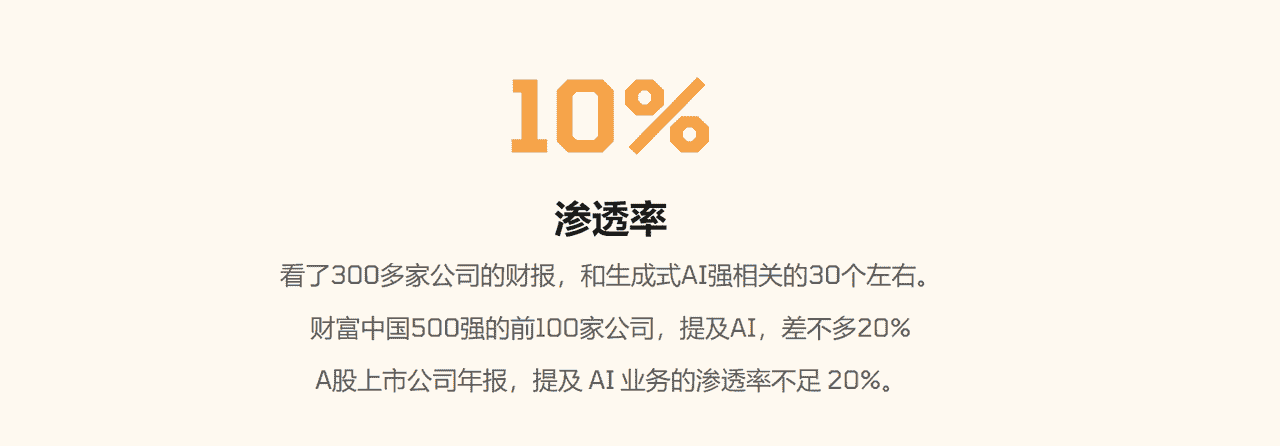 10%
渗透率
看了300多家公司的财报，和生成式AI强相关的30个左右。
财富中国500强的前100家公司，提及AI，差不多20%
A股上市公司年报，提及 AI 业务的渗透率不足 20%。